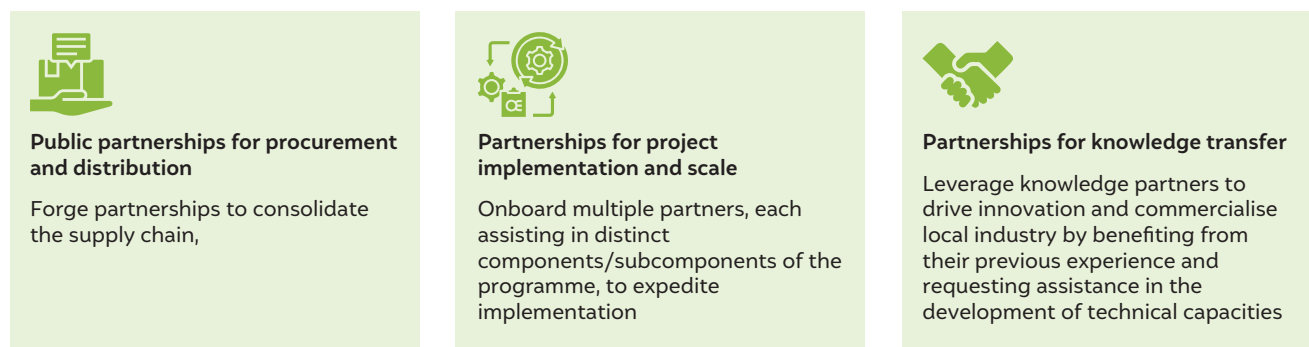 Public partnerships for procurement
and distribution
Forge partnerships to consolidate
the supply chain,
Partnerships for project
implementation and scale
Onboard multiple partners, each
assisting in distinct
components/subcomponents of the
programme, to expedite
implementation
Partnerships for knowledge transfer
Leverage knowledge partners to
drive innovation and commercialise
local industry by benefiting from
their previous experience and
requesting assistance in the
development of technical capacities